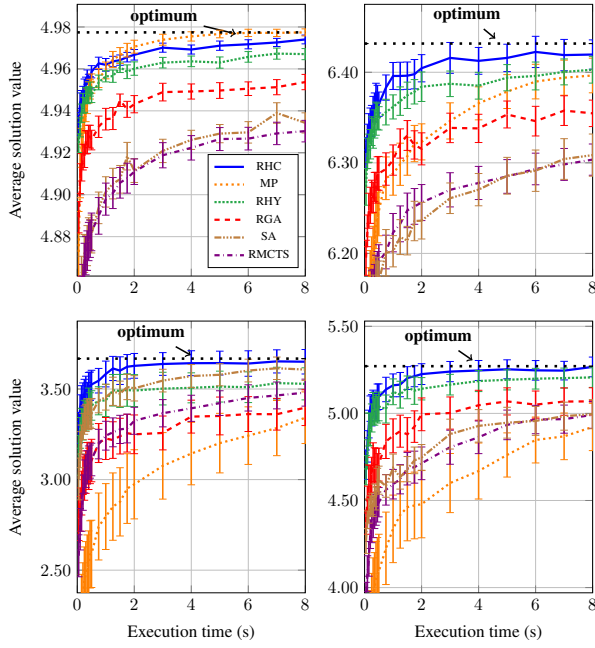 optimum
optimum
Average solution value
4.98
4.96
4.94
4.92
4.90
4.88
RHC
MP
RHY
RGA
SA
RMCTS
0
2
4
6
8
6.40
6.30
6.20
0
2
4
6
8
optimum
optimum
Average solution value
3.50
3.00
2.50
0
2
4
6
8
Execution time (s)
5.50
5.00
4.50
4.00
0
2
4
6
8
Execution time (s)